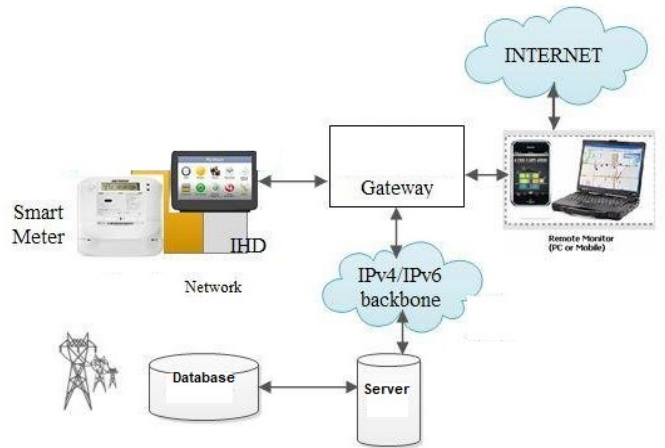 INTERNET
Gateway
Smart
Meter
IHD
Remote Monitor
(PC or Mobile)
Network
IPv4/IPv6
backbone
Database
Server